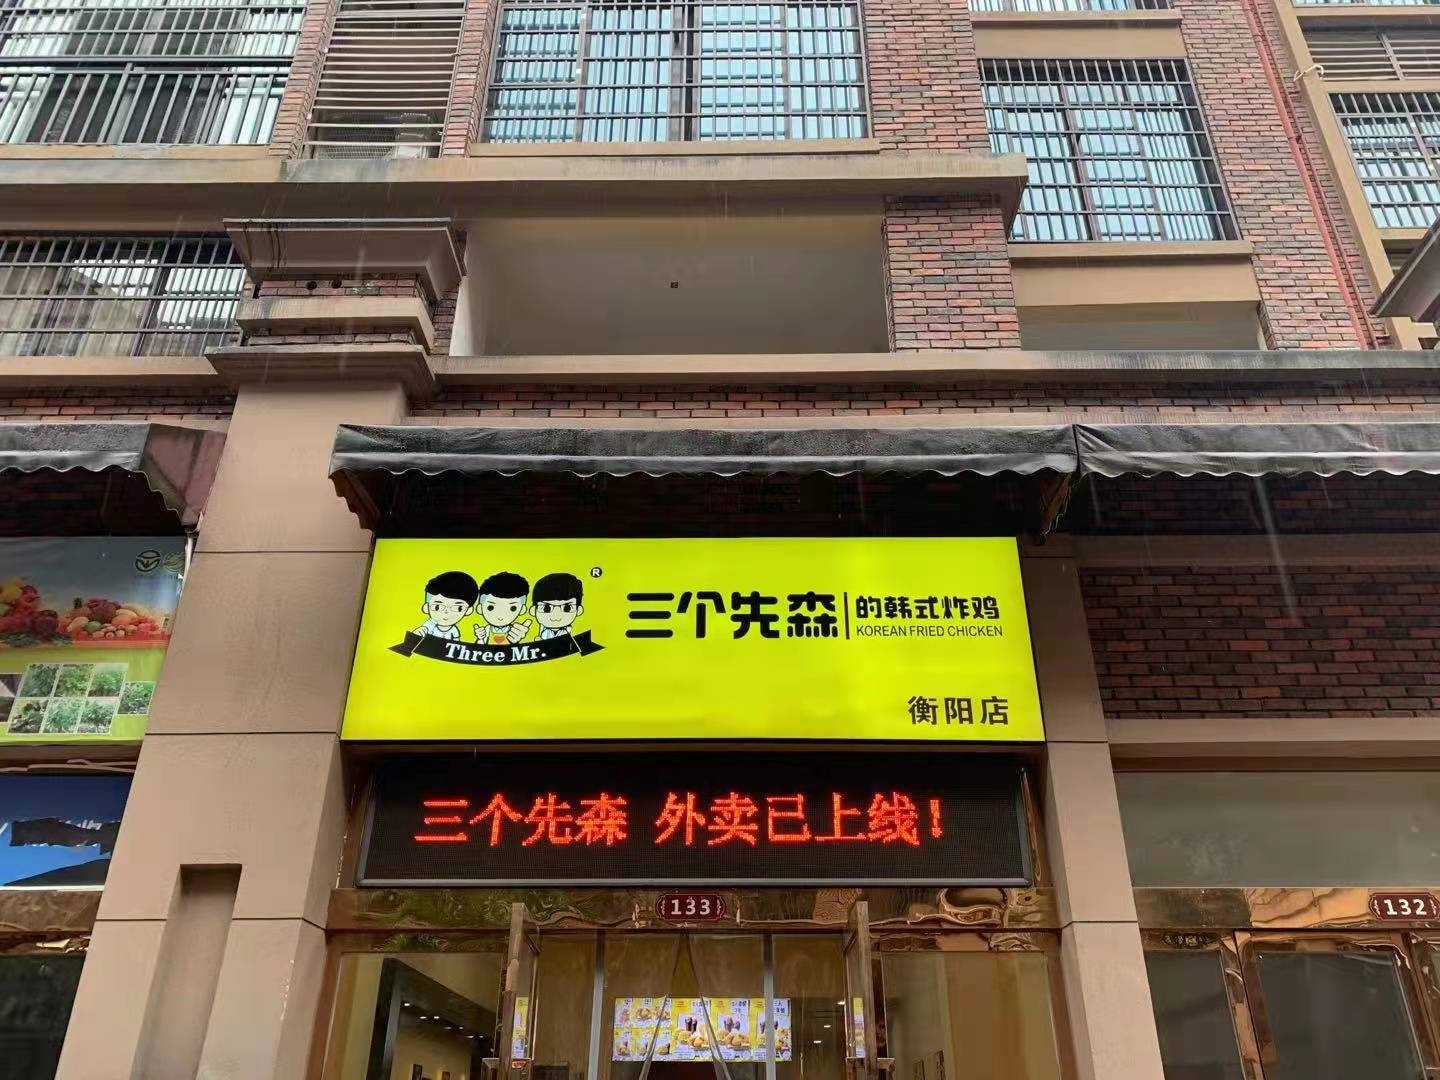 ®
三个先森
的韩式炸鸡
KOREAN FRIED CHICKEN
Three Mr.
衡阳店
三个先森 外卖已上线!
133
132